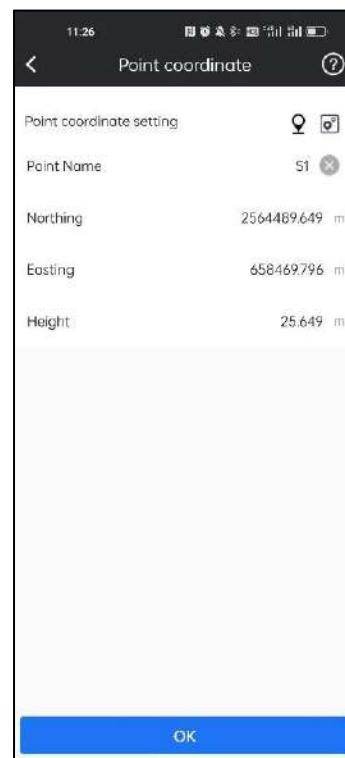 11:26
Point coordinate
Point coordinate setting
Point Name S1
Northing 2564489.649 m
Easting 658469.796 m
Height 25.649 m
OK